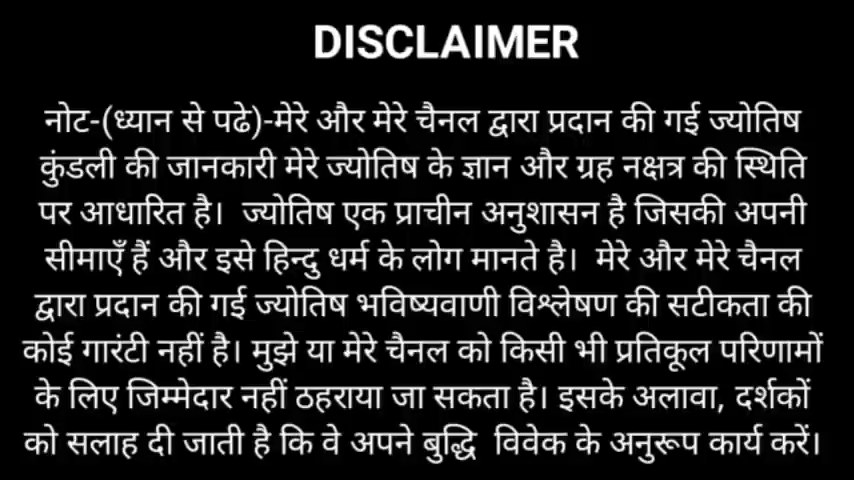 DISCLAIMER
नोट-(ध्यान से पढे)-मेरे और मेरे चैनल द्वारा प्रदान की गई ज्योतिष
कुंडली की जानकारी मेरे ज्योतिष के ज्ञान और ग्रह नक्षत्र की स्थिति
पर आधारित है। ज्योतिष एक प्राचीन अनुशासन है जिसकी अपनी
सीमाएँ हैं और इसे हिन्दु धर्म के लोग मानते है। मेरे और मेरे चैनल
द्वारा प्रदान की गई ज्योतिष भविष्यवाणी विश्लेषण की सटीकता की
कोई गारंटी नहीं है। मुझे या मेरे चैनल को किसी भी प्रतिकूल परिणामों
के लिए जिम्मेदार नहीं ठहराया जा सकता है। इसके अलावा, दर्शकों
को सलाह दी जाती है कि वे अपने बुद्धि विवेक के अनुरूप कार्य करें।